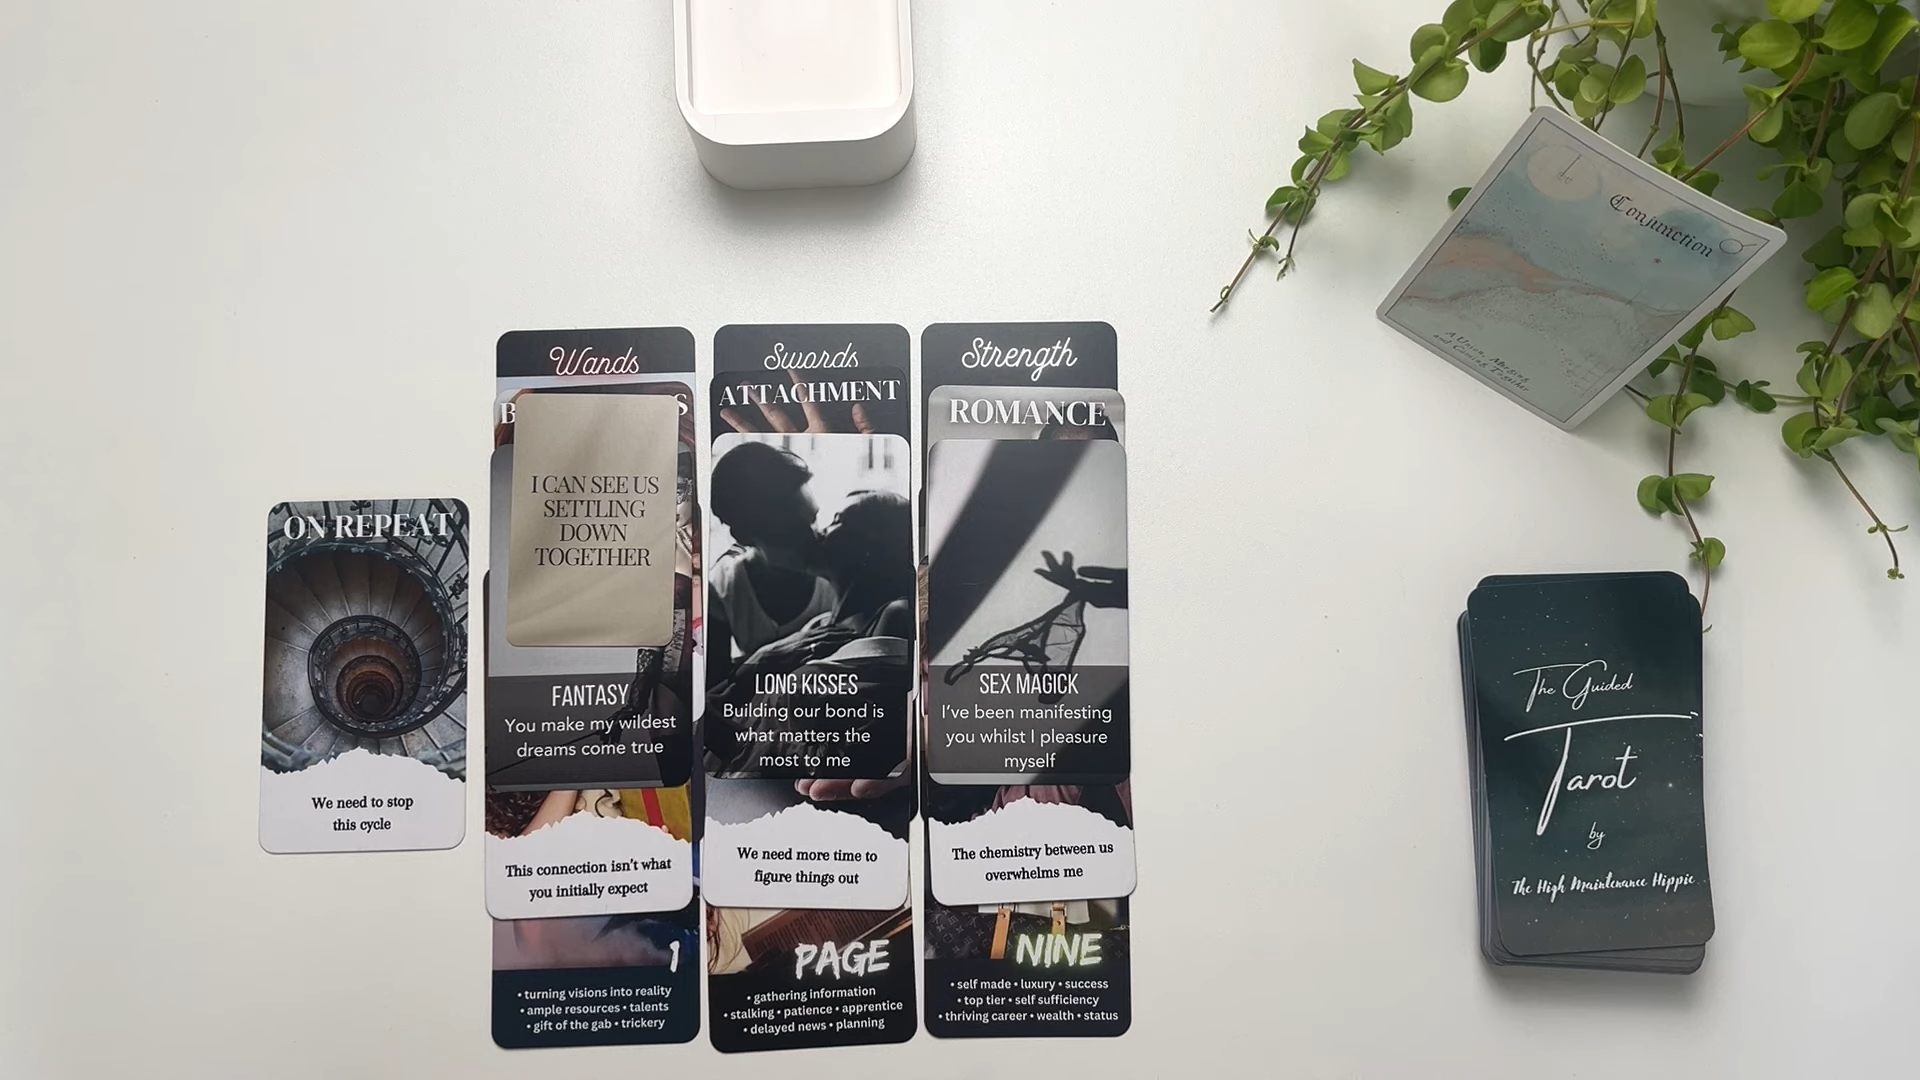 Conjunction
A Union, Merging
and Coming Together
Wands
Swords
Strength
B
S
ATTACHMENT
ROMANCE
ON REPEAT
We need to stop
this cycle
I CAN SEE US
SETTLING
DOWN
TOGETHER
FANTASY
You make my wildest
dreams come true
This connection isn't what
you initially expect
1
• turning visions into reality
• ample resources • talents
• gift of the gab • trickery
LONG KISSES
Building our bond is
what matters the
most to me
We need more time to
figure things out
PAGE
• gathering information
• stalking • patience • apprentice
• delayed news • planning
SEX MAGICK
I've been manifesting
you whilst I pleasure
myself
The chemistry between us
overwhelms me
NINE
• self made • luxury • success
• top tier • self sufficiency
• thriving career • wealth • status
The Guided
Tarot
by
The High Maintenance Hippie